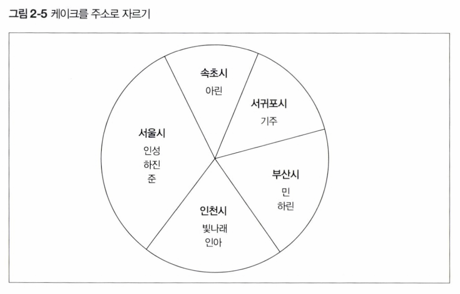 그림 2-5 케이크를 주소로 자르기
속초시
아린
서귀포시
기주
서울시
인성
하진
준
부산시
민
하린
인천시
빛나래
인아